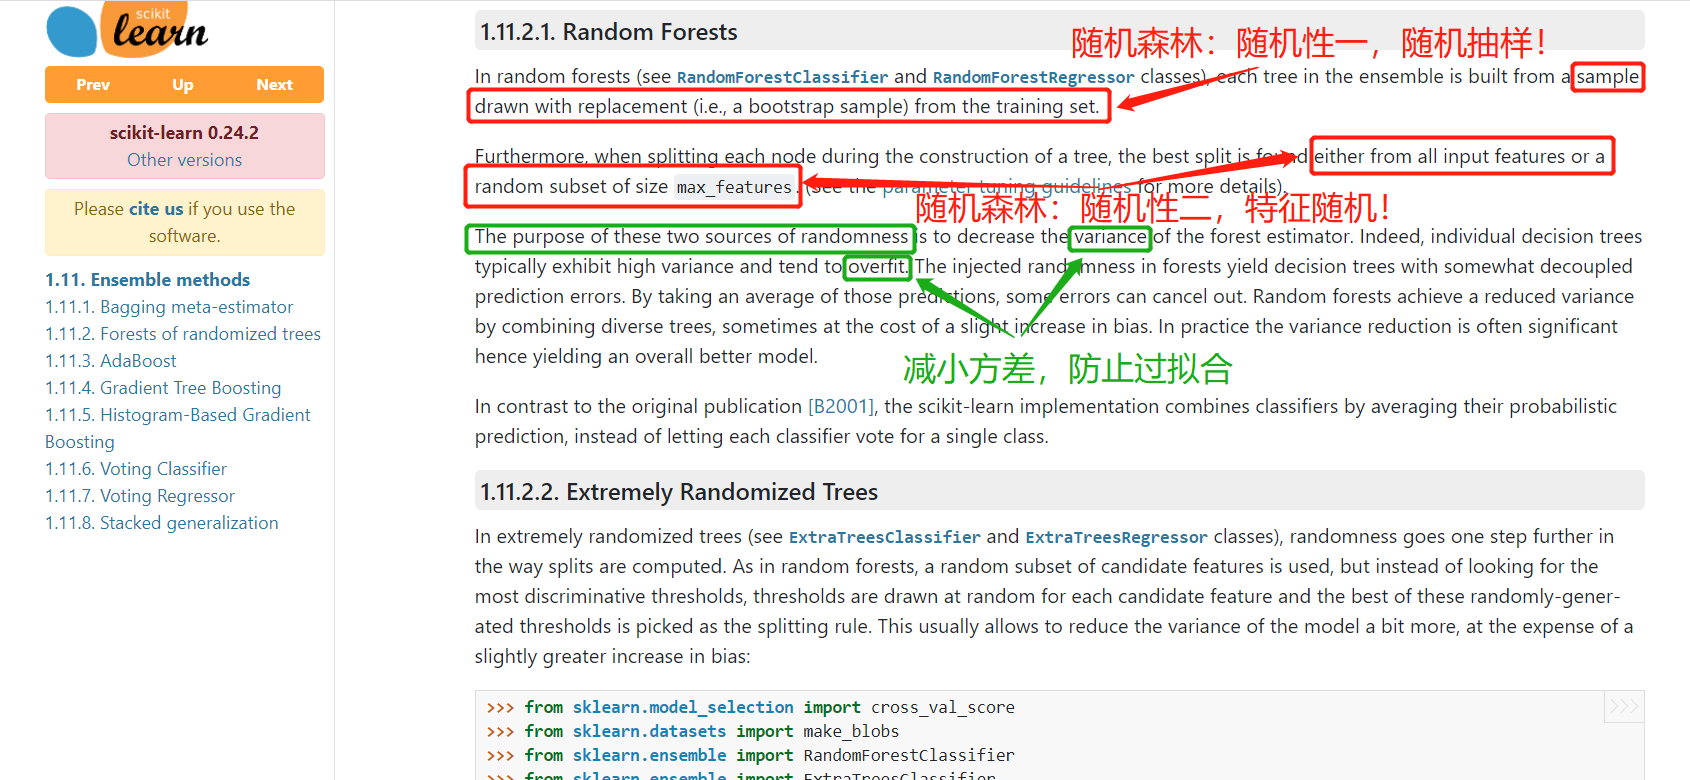 scikit
learn
Prev Up Next
scikit-learn 0.24.2
Other versions
Please cite us if you use the
software.
1.11. Ensemble methods
1.11.1. Bagging meta-estimator
1.11.2. Forests of randomized trees
1.11.3. AdaBoost
1.11.4. Gradient Tree Boosting
1.11.5. Histogram-Based Gradient
Boosting
1.11.6. Voting Classifier
1.11.7. Voting Regressor
1.11.8. Stacked generalization
1.11.2.1. Random Forests
随机森林：随机性一，随机抽样！
In random forests (see RandomForestClassifier and RandomForestRegressor classes), each tree in the ensemble is built from a sample
drawn with replacement (i.e., a bootstrap sample) from the training set.
Furthermore, when splitting each node during the construction of a tree, the best split is found either from all input features or a
random subset of size max_features. (See the parameter tuning guidelines for more details).
随机森林：随机性二，特征随机！
The purpose of these two sources of randomness is to decrease the variance of the forest estimator. Indeed, individual decision trees
typically exhibit high variance and tend to overfit. The injected randomness in forests yield decision trees with somewhat decoupled
prediction errors. By taking an average of those predictions, some errors can cancel out. Random forests achieve a reduced variance
by combining diverse trees, sometimes at the cost of a slight increase in bias. In practice the variance reduction is often significant
hence yielding an overall better model.
减小方差，防止过拟合
In contrast to the original publication [B2001], the scikit-learn implementation combines classifiers by averaging their probabilistic
prediction, instead of letting each classifier vote for a single class.
1.11.2.2. Extremely Randomized Trees
In extremely randomized trees (see ExtraTreesClassifier and ExtraTreesRegressor classes), randomness goes one step further in
the way splits are computed. As in random forests, a random subset of candidate features is used, but instead of looking for the
most discriminative thresholds, thresholds are drawn at random for each candidate feature and the best of these randomly-gener-
ated thresholds is picked as the splitting rule. This usually allows to reduce the variance of the model a bit more, at the expense of a
slightly greater increase in bias:
>>>
>>> from sklearn.model_selection import cross_val_score
>>> from sklearn.datasets import make_blobs
>>> from sklearn.ensemble import RandomForestClassifier
>>> from sklearn.ensemble import ExtraTreesClassifier